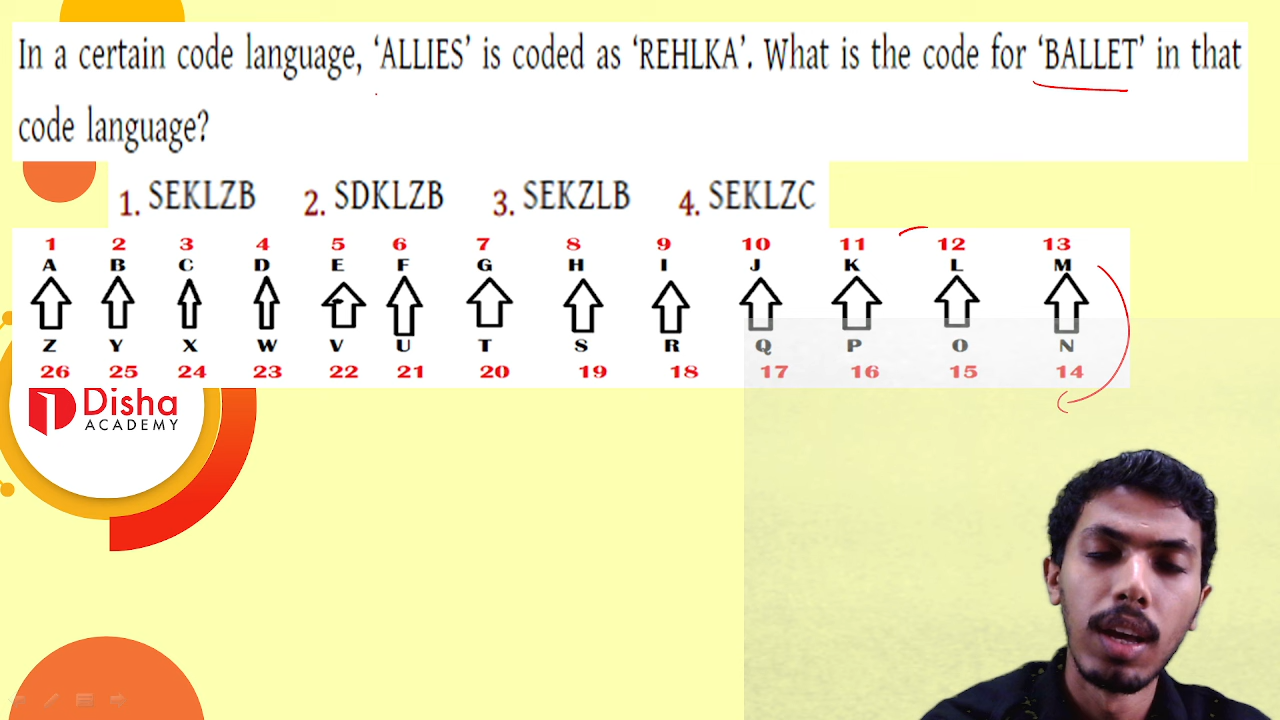 In a certain code language, ‘ALLIES’ is coded as ‘REHLKA’. What is the code for ‘BALLET’ in that
code language?
1. SEKLZB 2. SDKLZB 3. SEKZLB 4. SEKLZC
1 2 3 4 5 6 7 8 9 10 11 12 13
A B C D E F G H I J K L M
Z Y X W V U T S R Q P O N
26 25 24 23 22 21 20 19 18 17 16 15 14
Disha
ACADEMY